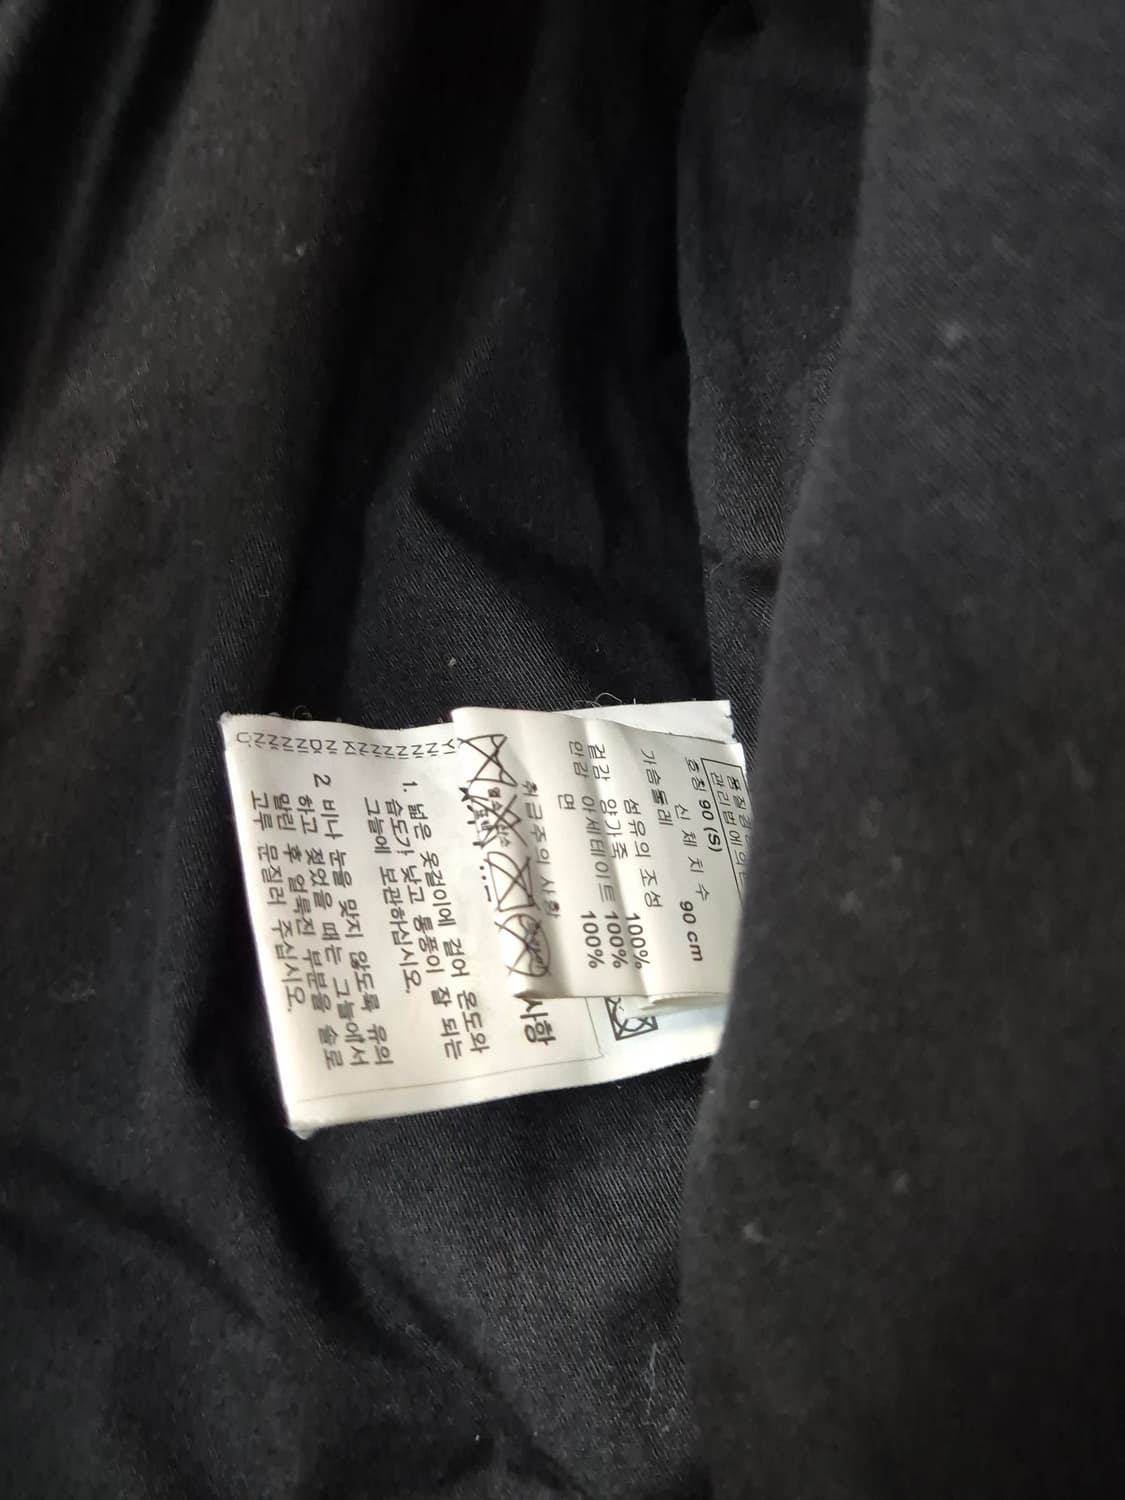 호칭 90 (S)
신 체 치 수
가슴둘레 90 cm
섬유의 조성
겉감 양가죽 100%
아세테이트 100%
안감 면 100%
취급주의 사항
사항
1. 넓은 옷걸이에 걸어 온도와
습도가 낮고 통풍이 잘 되는
그늘에 보관하십시오.
2 비나 눈을 맞지 않도록 유의
하고 젖었을 때는 그늘에서
말린 후 얼룩진 부분을 솔로
고루 문질러 주십시오.